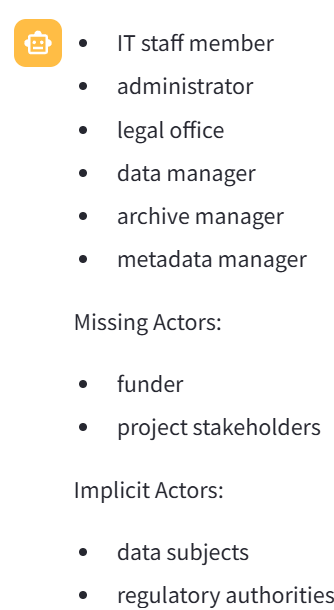 • IT staff member
• administrator
• legal office
• data manager
• archive manager
• metadata manager
Missing Actors:
• funder
• project stakeholders
Implicit Actors:
• data subjects
• regulatory authorities